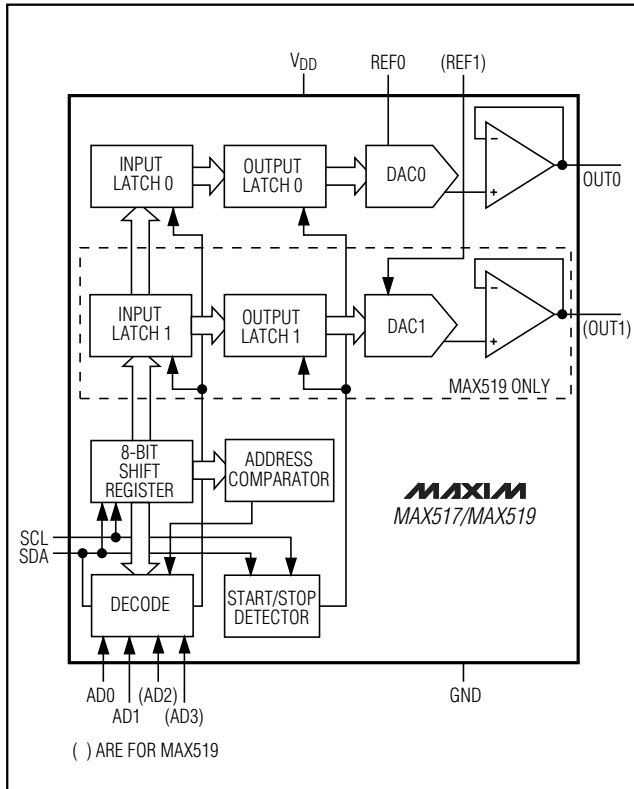 VDD
REF0
(REF1)
INPUT
LATCH 0
OUTPUT
LATCH 0
DAC0
−
+
OUT0
INPUT
LATCH 1
OUTPUT
LATCH 1
DAC1
−
+
(OUT1)
MAX519 ONLY
8-BIT
SHIFT
REGISTER
ADDRESS
COMPARATOR
MAXIM
MAX517/MAX519
SCL
SDA
DECODE
START/STOP
DETECTOR
AD0
AD1
(AD2)
(AD3)
GND
( ) ARE FOR MAX519